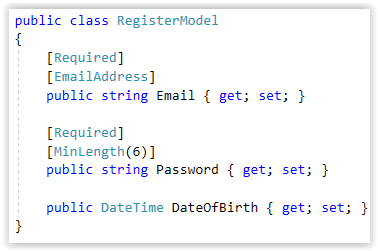 public class RegisterModel
{
    [Required]
    [EmailAddress]
    public string Email { get; set; }

    [Required]
    [MinLength(6)]
    public string Password { get; set; }

    public DateTime DateOfBirth { get; set; }
}